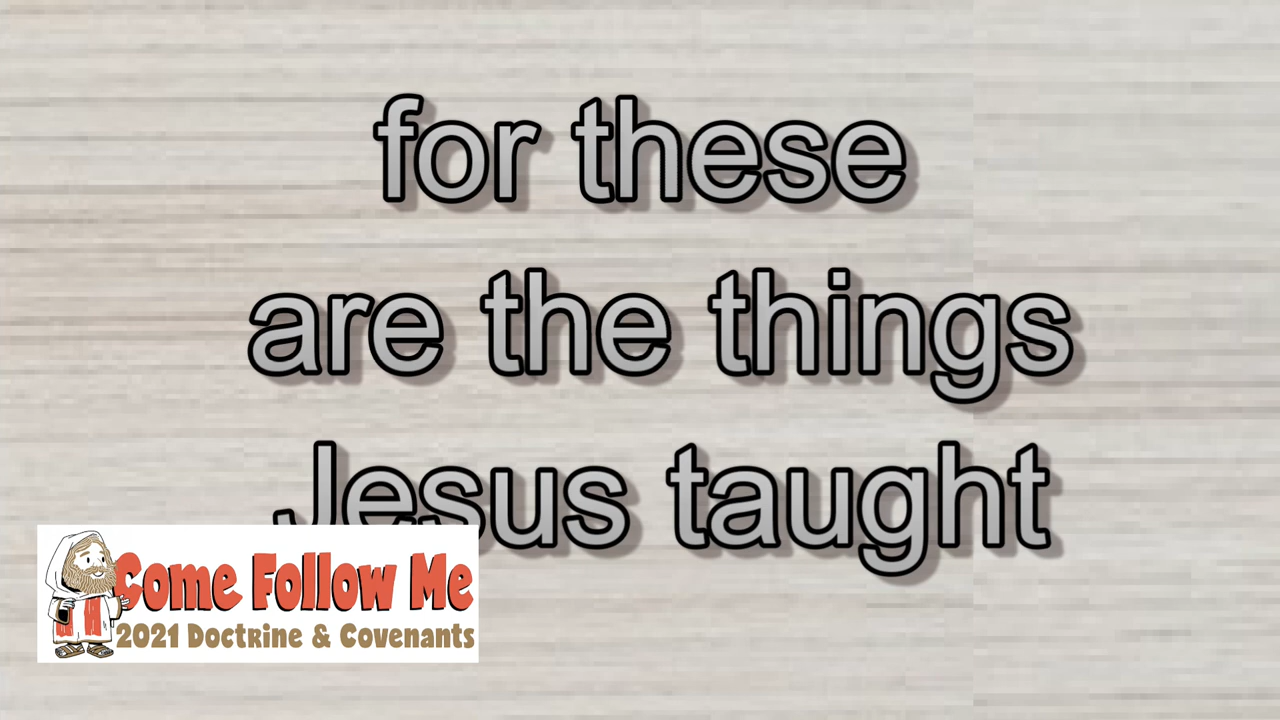 for these
are the things
Jesus taught
Come Follow Me
2021 Doctrine & Covenants